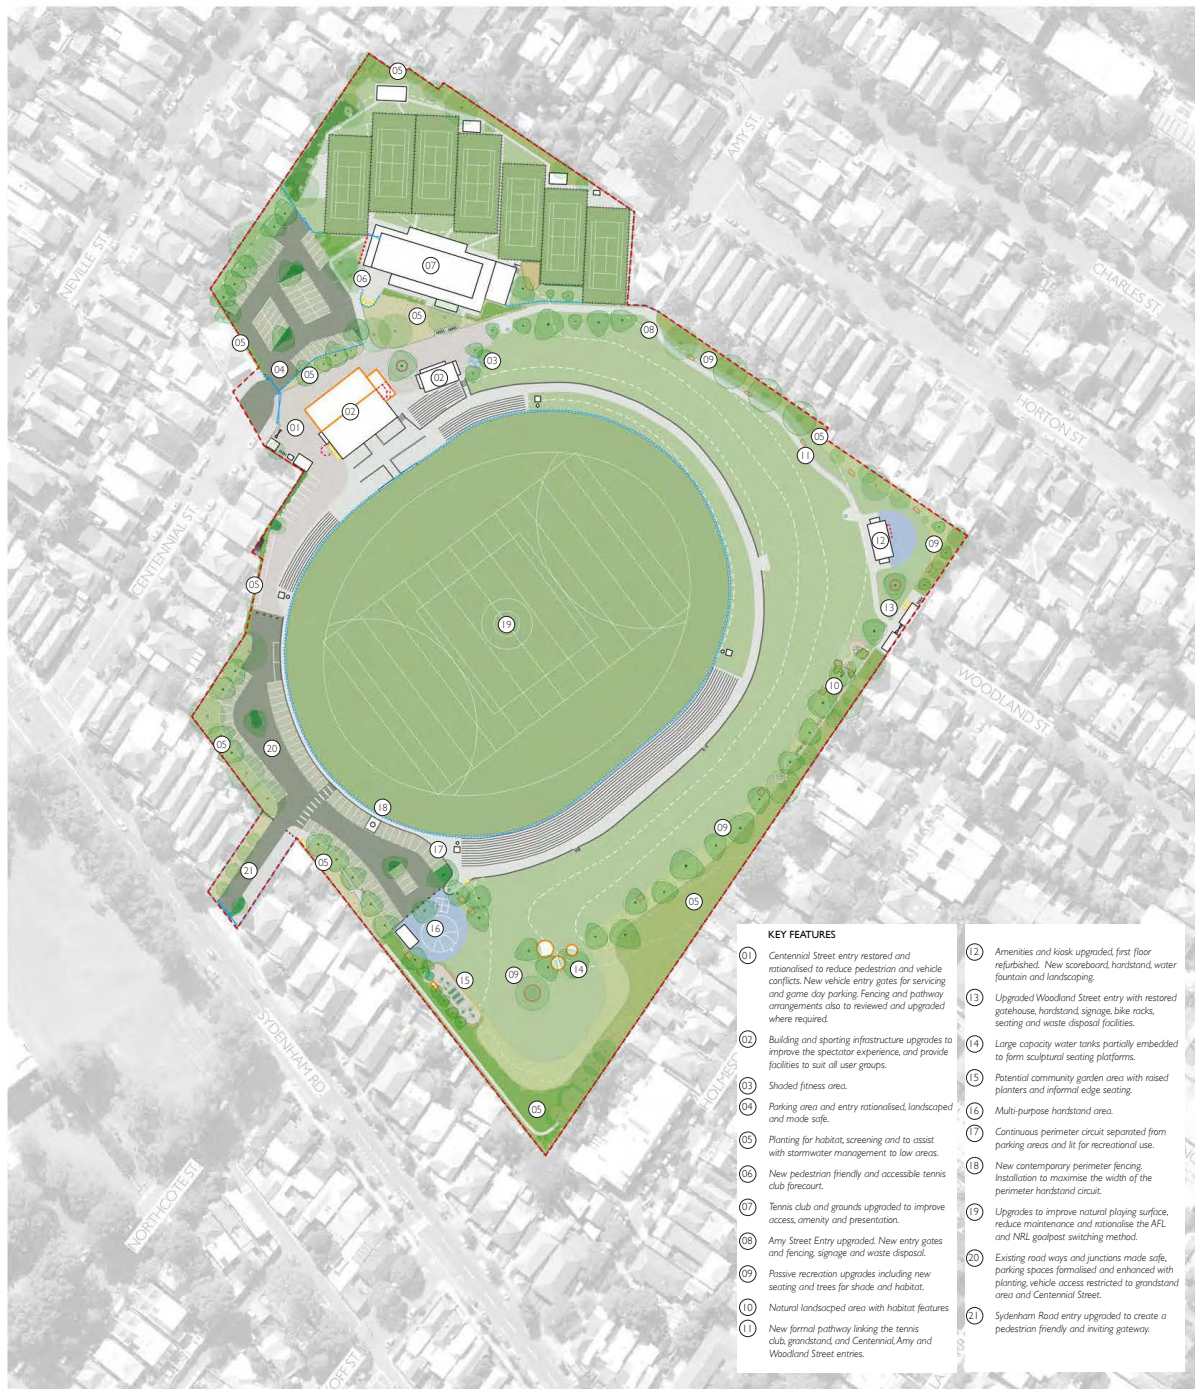 05
AMY ST.
NEVILLE ST.
07
06
05
CHARLES ST.
08
05
03
09
04
05
02
02
HORTON ST.
01
05
11
12
09
CENTENNIAL ST.
05
13
19
WOODLAND ST.
10
05
20
18
09
17
05
21
05
16
14
09
15
SYDENHAM RD.
05
NORTHCOTE ST.
KEY FEATURES
01 Centennial Street entry restored and
rationalised to reduce pedestrian and vehicle
conflicts. New vehicle entry gates for servicing
and game day parking. Fencing and pathway
arrangements also to reviewed and upgraded
where required.
02 Building and sporting infrastructure upgrades to
improve the spectator experience, and provide
facilities to suit all user groups.
03 Shaded fitness area.
04 Parking area and entry rationalised, landscaped
and made safe.
05 Planting for habitat, screening and to assist
with stormwater management to low areas.
06 New pedestrian friendly and accessible tennis
club forecourt.
07 Tennis club and grounds upgraded to improve
access, amenity and presentation.
08 Amy Street Entry upgraded. New entry gates
and fencing, signage and waste disposal.
09 Passive recreation upgrades including new
seating and trees for shade and habitat.
10 Natural landsacped area with habitat features
11 New formal pathway linking the tennis
club, grandstand, and Centennial, Amy and
Woodland Street entries.
12 Amenities and kiosk upgraded, first floor
refurbished. New scoreboard, hardstand, water
fountain and landscaping.
13 Upgraded Woodland Street entry with restored
gatehouse, hardstand, signage, bike racks,
seating and waste disposal facilities.
14 Large capacity water tanks partially embedded
to form sculptural seating platforms.
15 Potential community garden area with raised
planters and informal edge seating.
16 Multi-purpose hardstand area.
17 Continuous perimeter circuit separated from
parking areas and lit for recreational use.
18 New contemporary perimeter fencing.
Installation to maximise the width of the
perimeter hardstand circuit.
19 Upgrades to improve natural playing surface,
reduce maintenance and rationalise the AFL
and NRL goalpost switching method.
20 Existing road ways and junctions made safe,
parking spaces formalised and enhanced with
planting, vehicle access restricted to grandstand
area and Centennial Street.
21 Sydenham Road entry upgraded to create a
pedestrian friendly and inviting gateway.